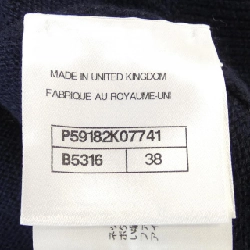 MADE IN UNITED KINGDOM
FABRIQUE AU ROYAUME-UNI
P59182K07741
B5316 38